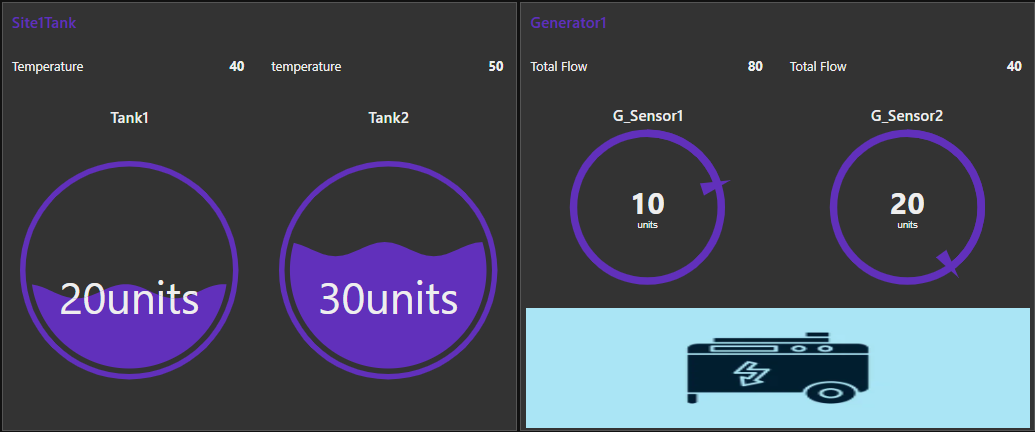 Site1Tank
Temperature 40 temperature 50
Tank1 Tank2
20units 30units
Generator1
Total Flow 80 Total Flow 40
G_Sensor1 G_Sensor2
10 20
units units